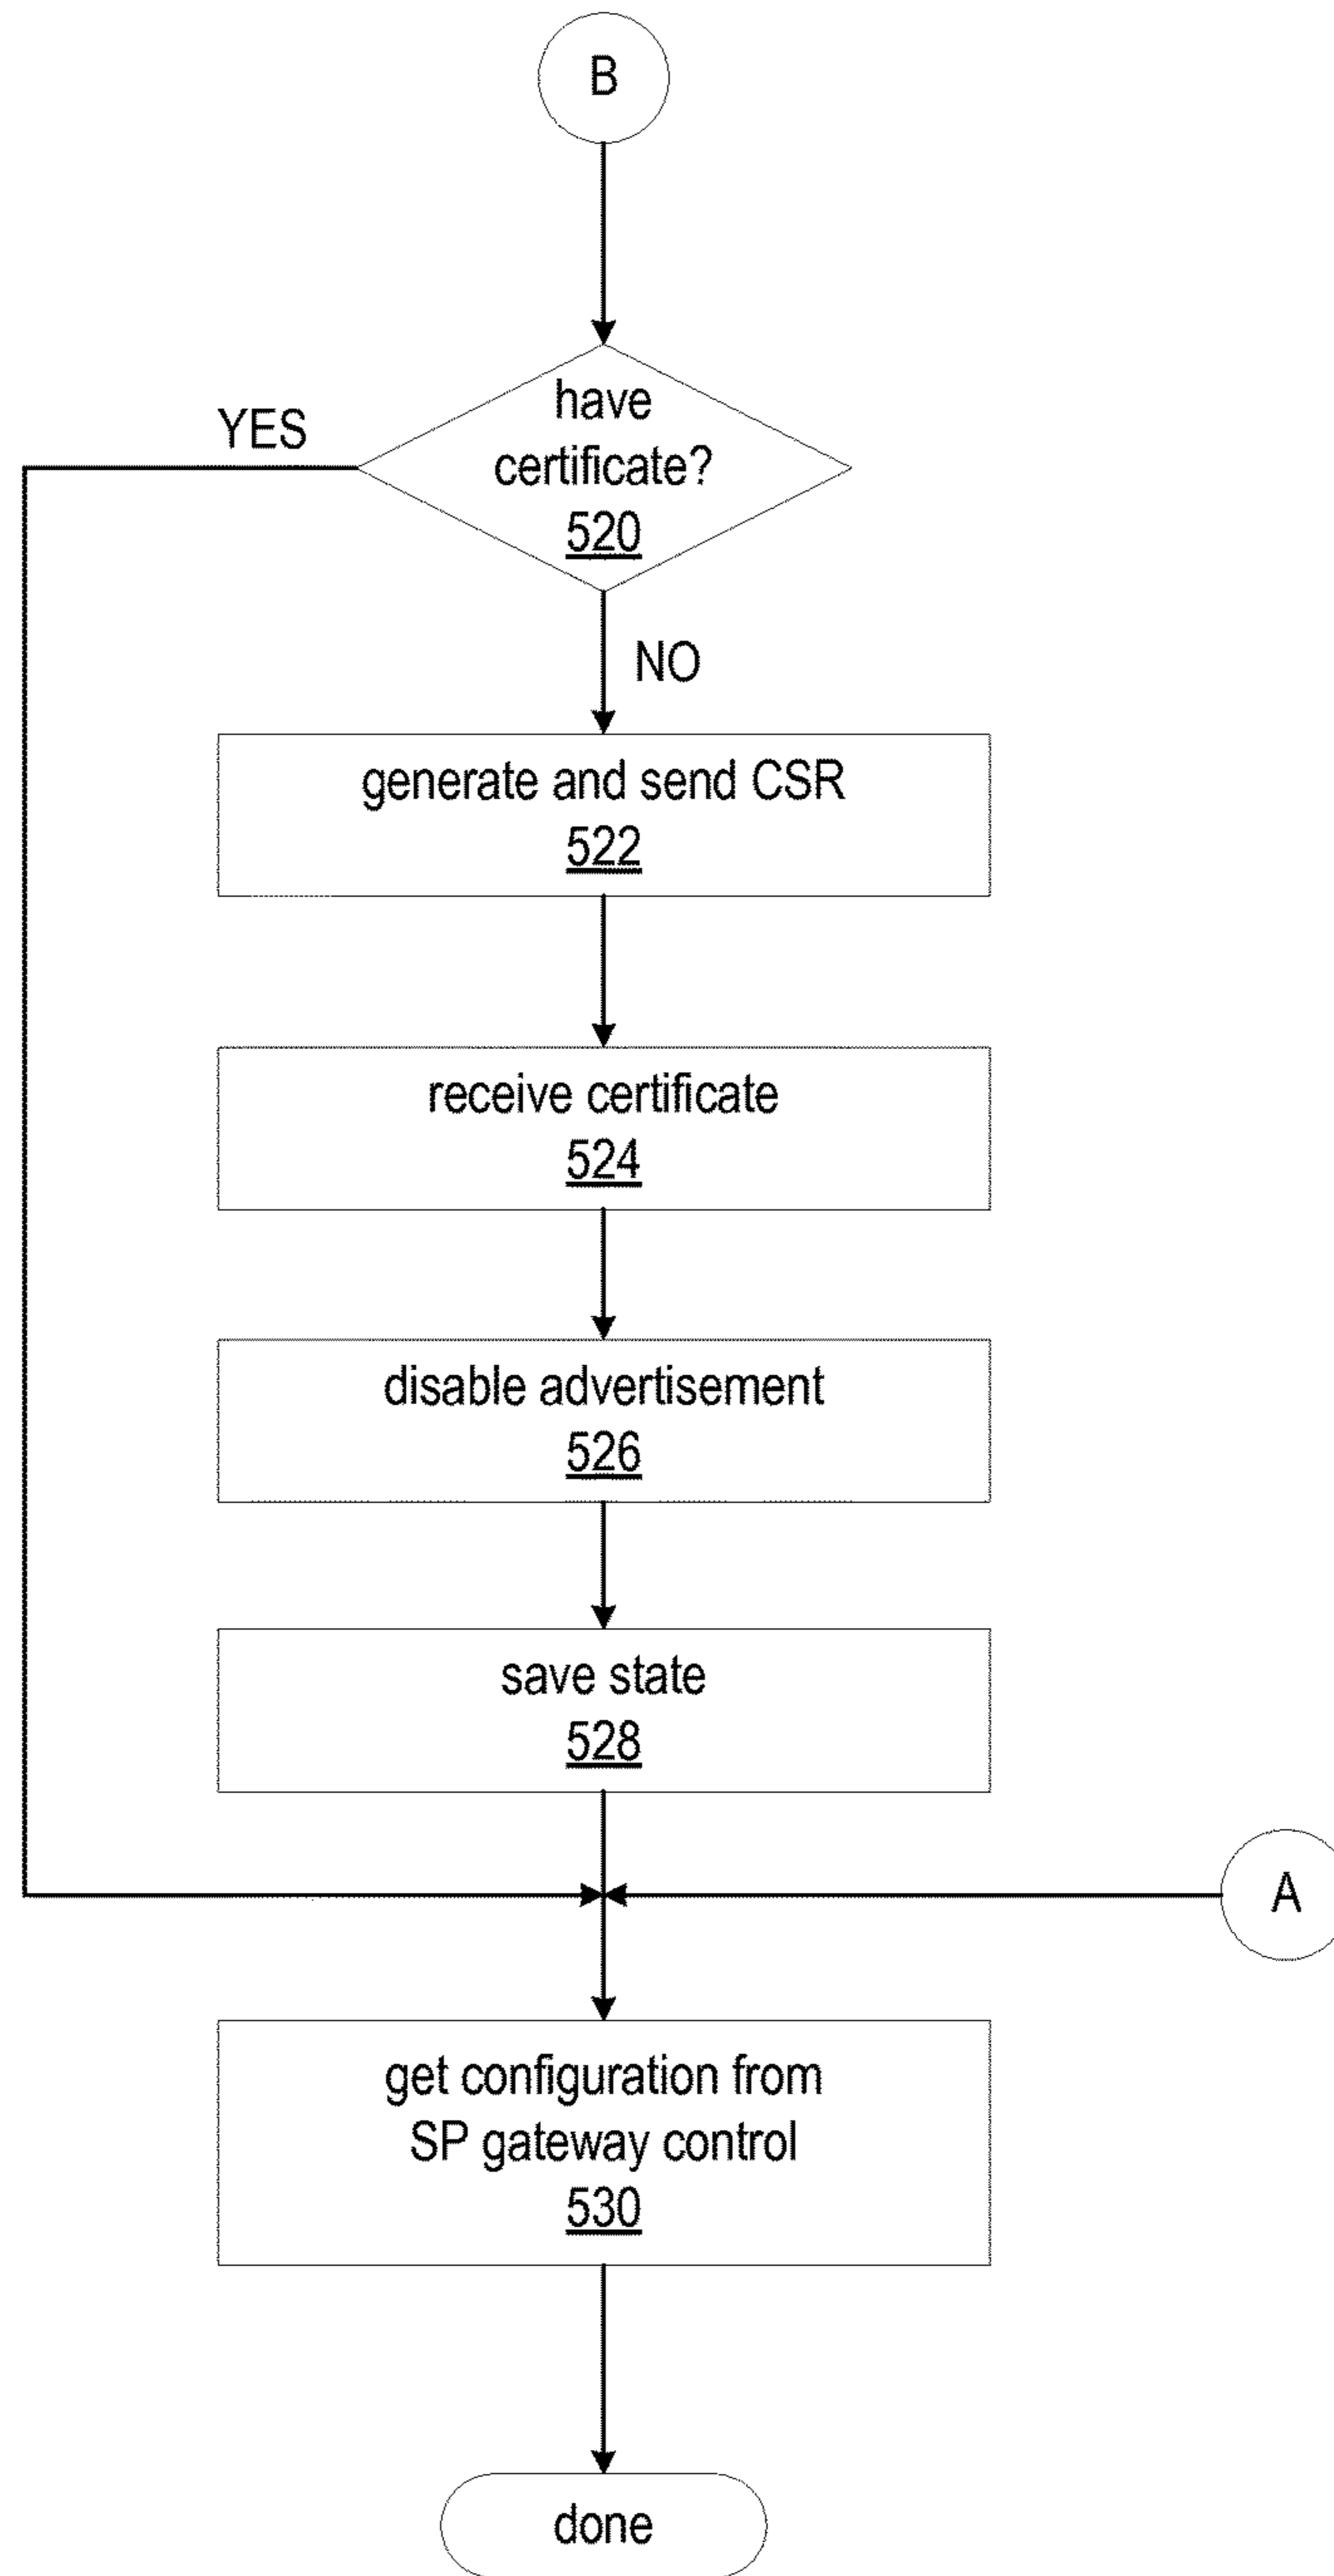 B
have
certificate?
520
YES
NO
generate and send CSR
522
receive certificate
524
disable advertisement
526
save state
528
A
get configuration from
SP gateway control
530
done